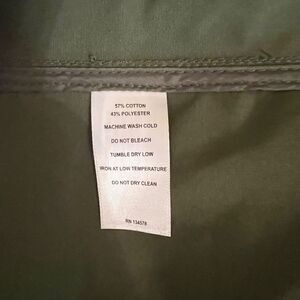 57% COTTON
43% POLYESTER
MACHINE WASH COLD
DO NOT BLEACH
TUMBLE DRY LOW
IRON AT LOW TEMPERATURE
DO NOT DRY CLEAN
RN 134579